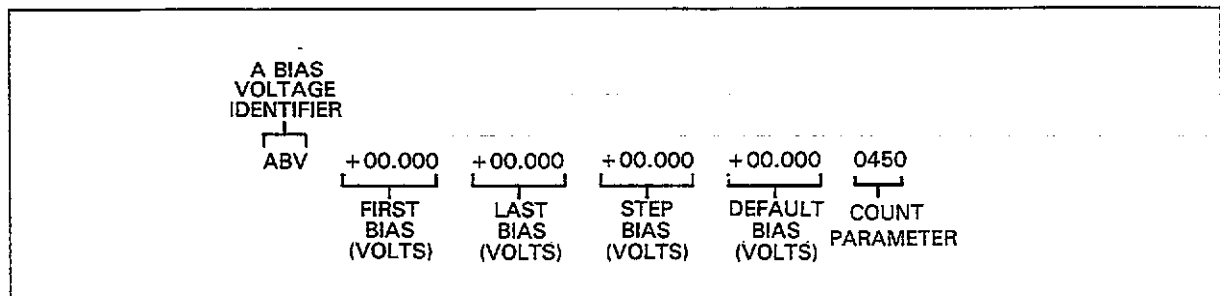 A BIAS
VOLTAGE
IDENTIFIER
ABV +00.000 +00.000 +00.000 +00.000 0450
FIRST
BIAS
(VOLTS)
LAST
BIAS
(VOLTS)
STEP
BIAS
(VOLTS)
DEFAULT
BIAS
(VOLTS)
COUNT
PARAMETER